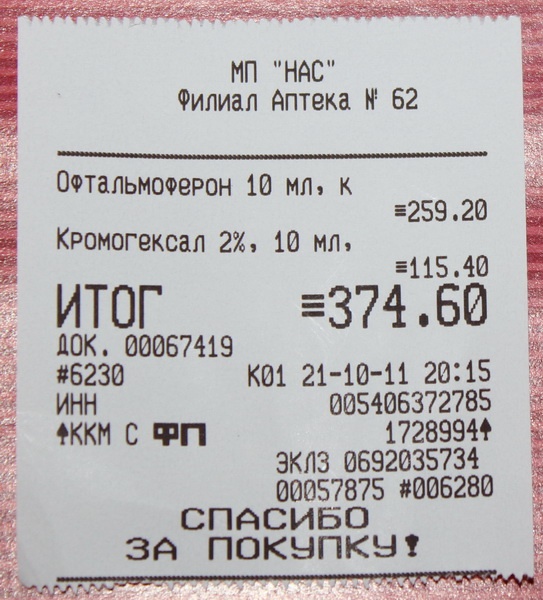 МП "НАС"
Филиал Аптека № 62
Офтальмоферон 10 мл, к
≡259.20
Кромогексал 2%, 10 мл,
≡115.40
ИТОГ ≡374.60
ДОК. 00067419
#6230 К01 21-10-11 20:15
ИНН 005406372785
↑ККМ С ФП 1728994↑
ЭКЛЗ 0692035734
00057875 #006280
СПАСИБО
ЗА ПОКУПКУ!